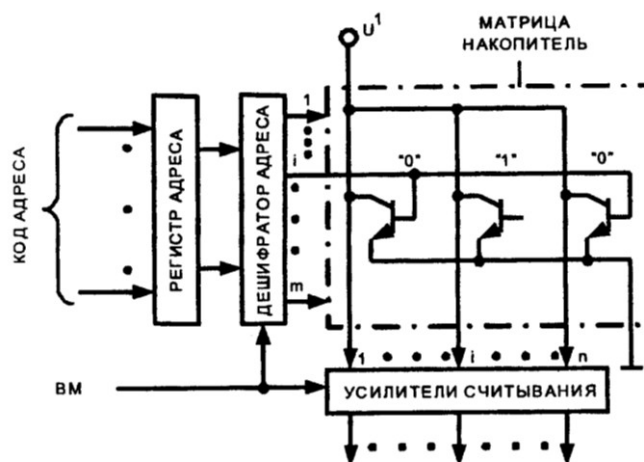 U¹
МАТРИЦА
НАКОПИТЕЛЬ
КОД АДРЕСА
РЕГИСТР АДРЕСА
ДЕШИФРАТОР АДРЕСА
1
i
m
"0"
"1"
"0"
1
i
n
ВМ
УСИЛИТЕЛИ СЧИТЫВАНИЯ